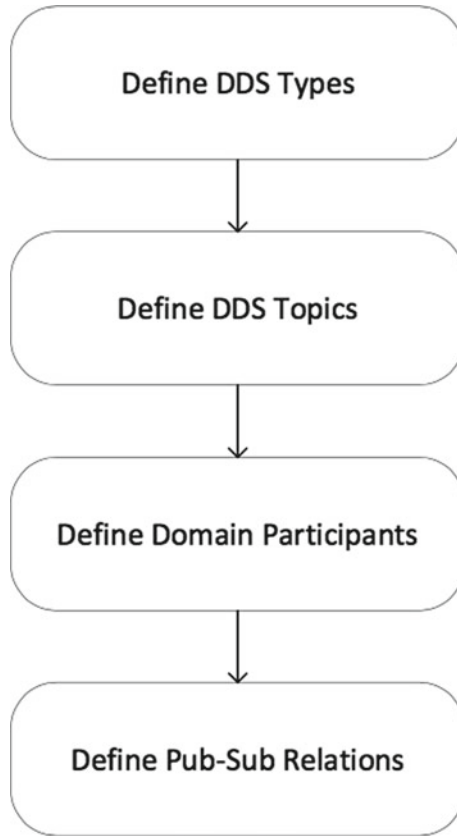 Define DDS Types
Define DDS Topics
Define Domain Participants
Define Pub-Sub Relations